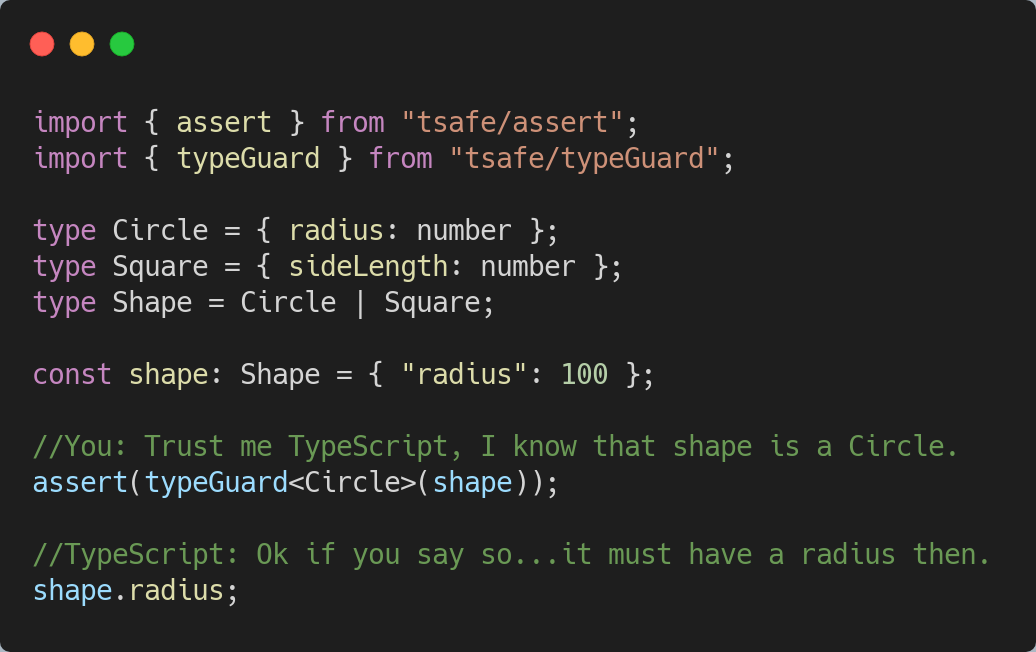 import { assert } from "tsafe/assert";
import { typeGuard } from "tsafe/typeGuard";
type Circle = { radius: number };
type Square = { sideLength: number };
type Shape = Circle | Square;
const shape: Shape = { "radius": 100 };
//You: Trust me TypeScript, I know that shape is a Circle.
assert(typeGuard<Circle>(shape));
//TypeScript: Ok if you say so...it must have a radius then.
shape.radius;